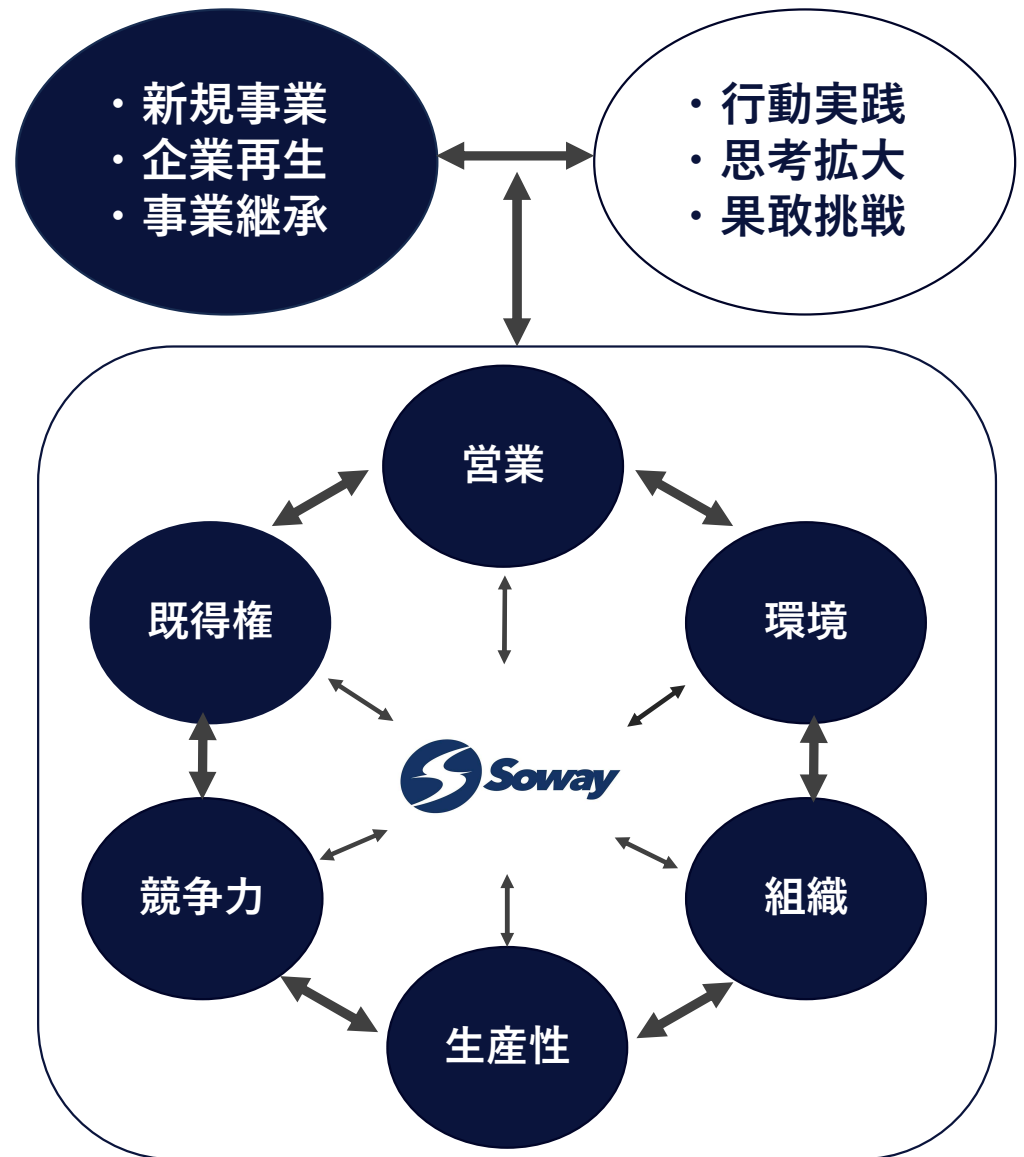 ・新規事業
・企業再生
・事業継承
・行動実践
・思考拡大
・果敢挑戦
営業
既得権
環境
Soway
競争力
組織
生産性